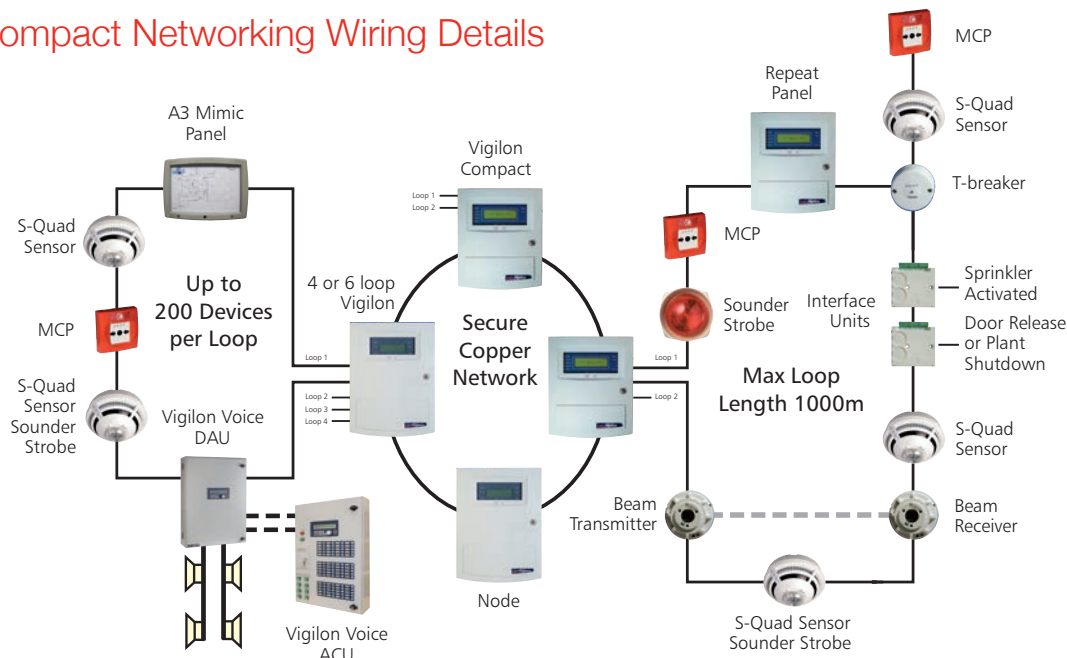 ompact Networking Wiring Details
MCP
S-Quad
Sensor
T-breaker
Repeat
Panel
A3 Mimic
Panel
Vigilon
Compact
Loop 1
Loop 2
S-Quad
Sensor
Up to
200 Devices
per Loop
4 or 6 loop
Vigilon
MCP
Loop 1
Loop 2
Loop 3
Loop 4
S-Quad
Sensor
Sounder
Strobe
Vigilon Voice
DAU
Secure
Copper
Network
MCP
Sounder
Strobe
Interface
Units
Sprinkler
Activated
Door Release
or Plant
Shutdown
Loop 1
Loop 2
Max Loop
Length 1000m
S-Quad
Sensor
Beam
Transmitter
Beam
Receiver
Node
S-Quad Sensor
Sounder Strobe
Vigilon Voice
ACU